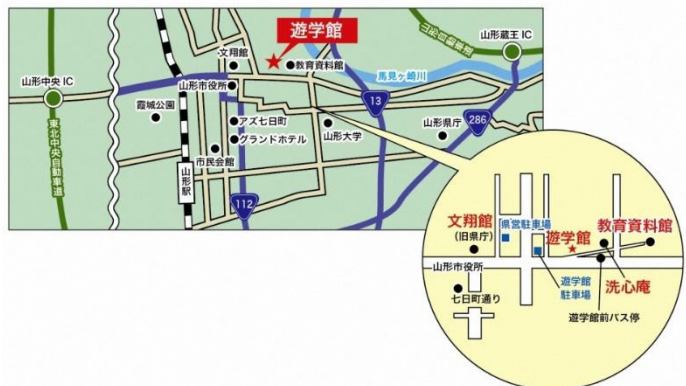 遊学館
山形自動車道
山形蔵王 IC
文翔館
教育資料館
馬見ヶ崎川
山形中央 IC
山形市役所
13
霞城公園
アズ七日町
山形大学
山形県庁
286
グランドホテル
東北中央自動車道
市民会館
山形駅
112
文翔館
(旧県庁)
県営駐車場
遊学館
教育資料館
山形市役所
遊学館
駐車場
洗心庵
七日町通り
遊学館前バス停